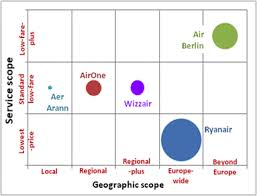 Low-fare-
plus
Air
Berlin
Service scope
Standard
low-fare
Aer
Arann
AirOne
Wizzair
Lowest
-price
Ryanair
Local
Regional
Regional
-plus
Europe-
wide
Beyond
Europe
Geographic scope